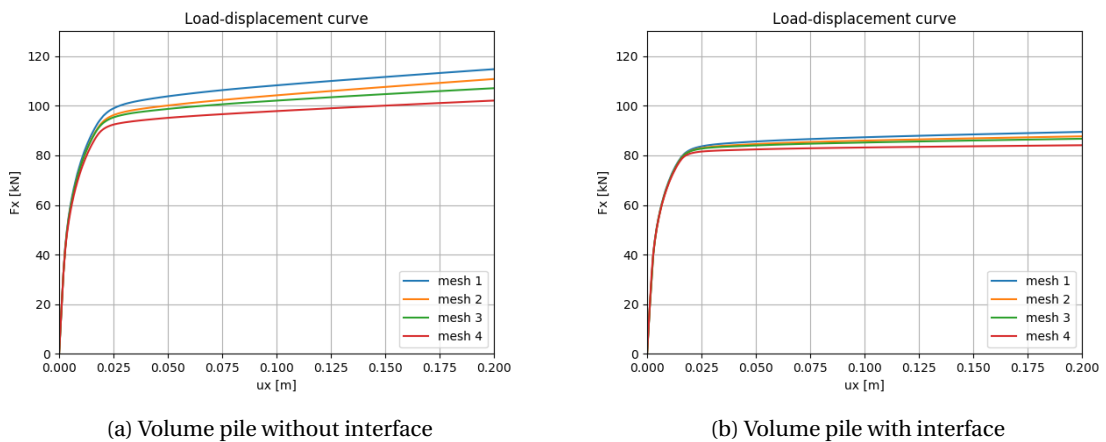 Load-displacement curve
Fx [kN]
120
100
80
60
40
20
0
0.000 0.025 0.050 0.075 0.100 0.125 0.150 0.175 0.200
ux [m]
mesh 1
mesh 2
mesh 3
mesh 4
(a) Volume pile without interface
Load-displacement curve
Fx [kN]
120
100
80
60
40
20
0
0.000 0.025 0.050 0.075 0.100 0.125 0.150 0.175 0.200
ux [m]
mesh 1
mesh 2
mesh 3
mesh 4
(b) Volume pile with interface